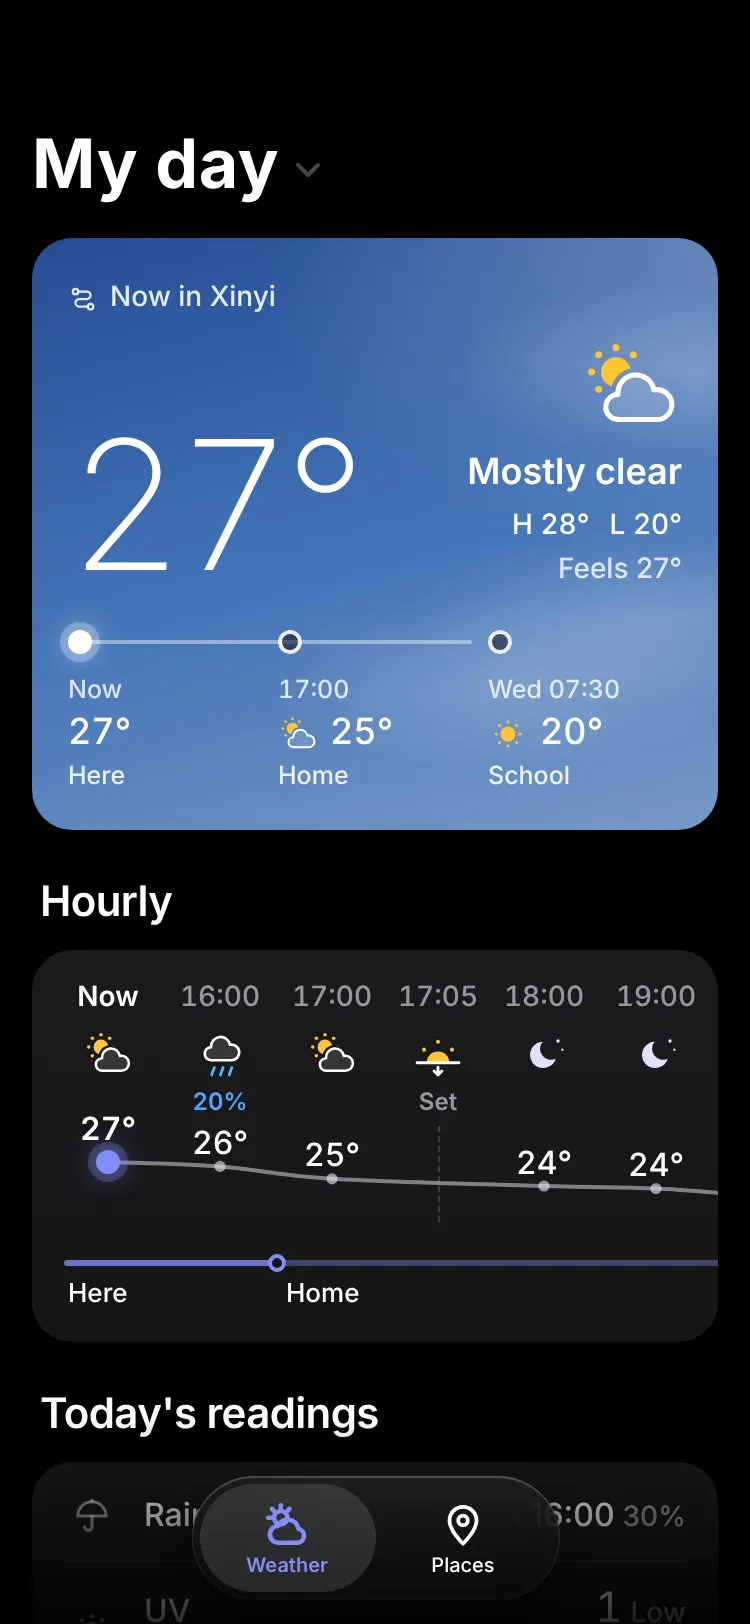 My day
Now in Xinyi
27°
Mostly clear
H 28° L 20°
Feels 27°
Now 17:00 Wed 07:30
27° 25° 20°
Here Home School
Hourly
Now 16:00 17:00 17:05 18:00 19:00
20% Set
27° 26° 25° 24° 24°
Here Home
Today's readings
16:00 30%
Weather Places
UV 1 Low